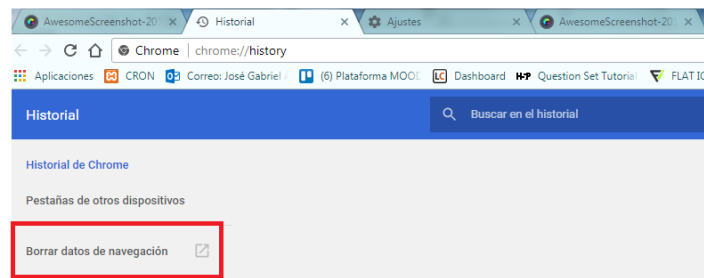 AwesomeScreenshot-20 Historial Ajustes AwesomeScreenshot-20
Chrome chrome://history
Aplicaciones CRON Correo: José Gabriel (6) Plataforma MOOD LC Dashboard H-P Question Set Tutorial FLAT IC
Historial Buscar en el historial
Historial de Chrome
Pestañas de otros dispositivos
Borrar datos de navegación